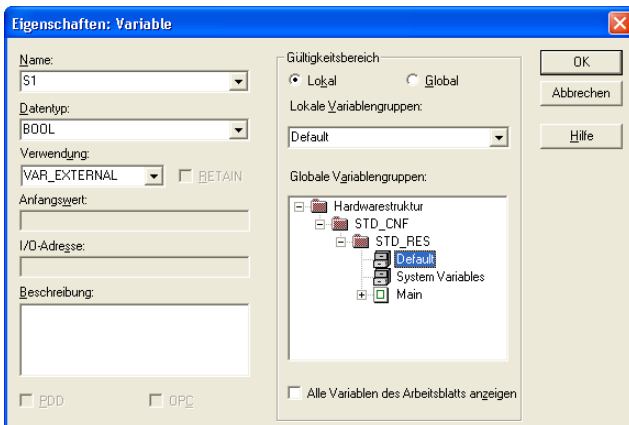 Eigenschaften: Variable
Name:
S1
Datentyp:
BOOL
Verwendung:
VAR_EXTERNAL
RETAIN
Anfangswert:
I/O-Adresse:
Beschreibung:
PDD
OPC
Gültigkeitsbereich
Lokal
Global
Lokale Variablengruppen:
Default
Globale Variablengruppen:
Hardwarestruktur
STD_CNF
STD_RES
Default
System Variables
Main
Alle Variablen des Arbeitsblatts anzeigen
OK
Abbrechen
Hilfe